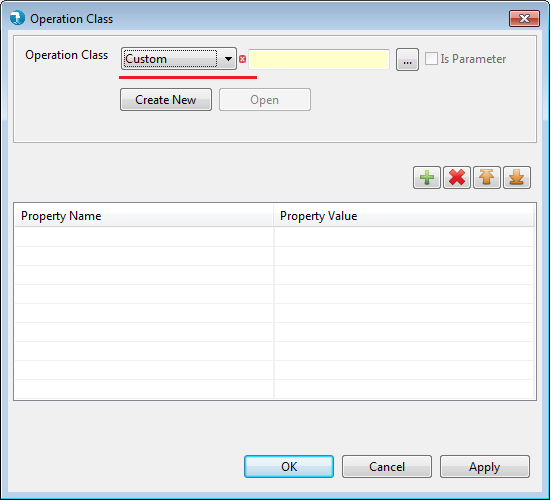 Operation Class
Operation Class Custom ... Is Parameter
Create New Open
Property Name Property Value
OK Cancel Apply